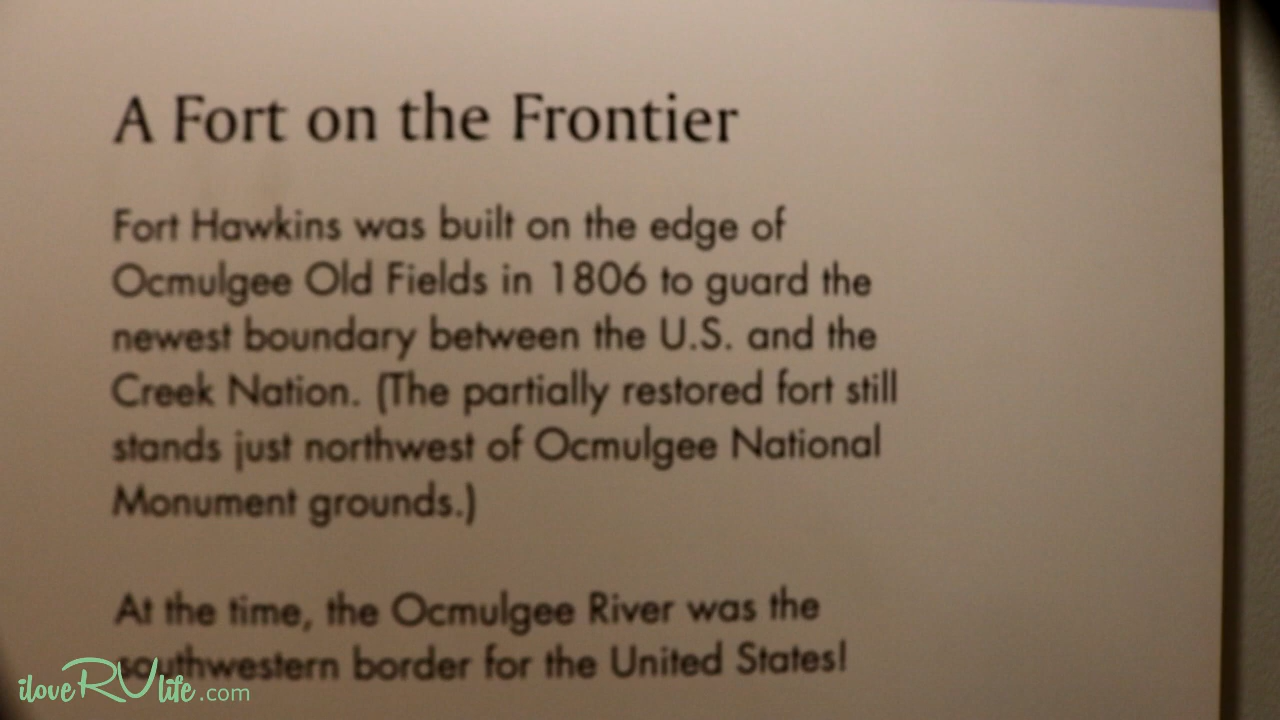 A Fort on the Frontier
Fort Hawkins was built on the edge of
Ocmulgee Old Fields in 1806 to guard the
newest boundary between the U.S. and the
Creek Nation. (The partially restored fort still
stands just northwest of Ocmulgee National
Monument grounds.)
At the time, the Ocmulgee River was the
southwestern border for the United States!
iloveRVlife.com